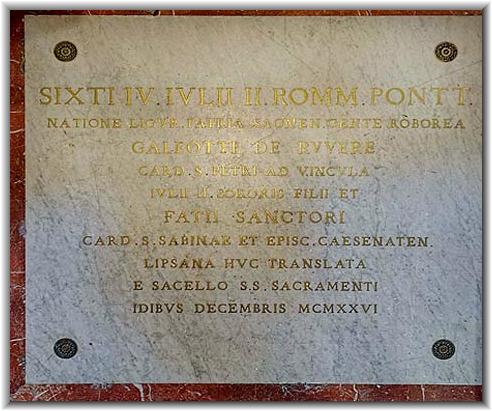 SIXTI IV. IVLII II. ROMM. PONTT.
NATIONE LIGVR. PATRIA SAONEN. GENTE ROBOREA
GALEOTTI DE RVVERE
CARD. S. PETRI AD VINCVLA
IVLII II. SORORIS FILII ET
FATII SANCTORI
CARD. S. SABINAE ET EPISC. CAESENATEN.
LIPSANA HVC TRANSLATA
E SACELLO S.S. SACRAMENTI
IDIBVS DECEMBRIS MCMXXVI